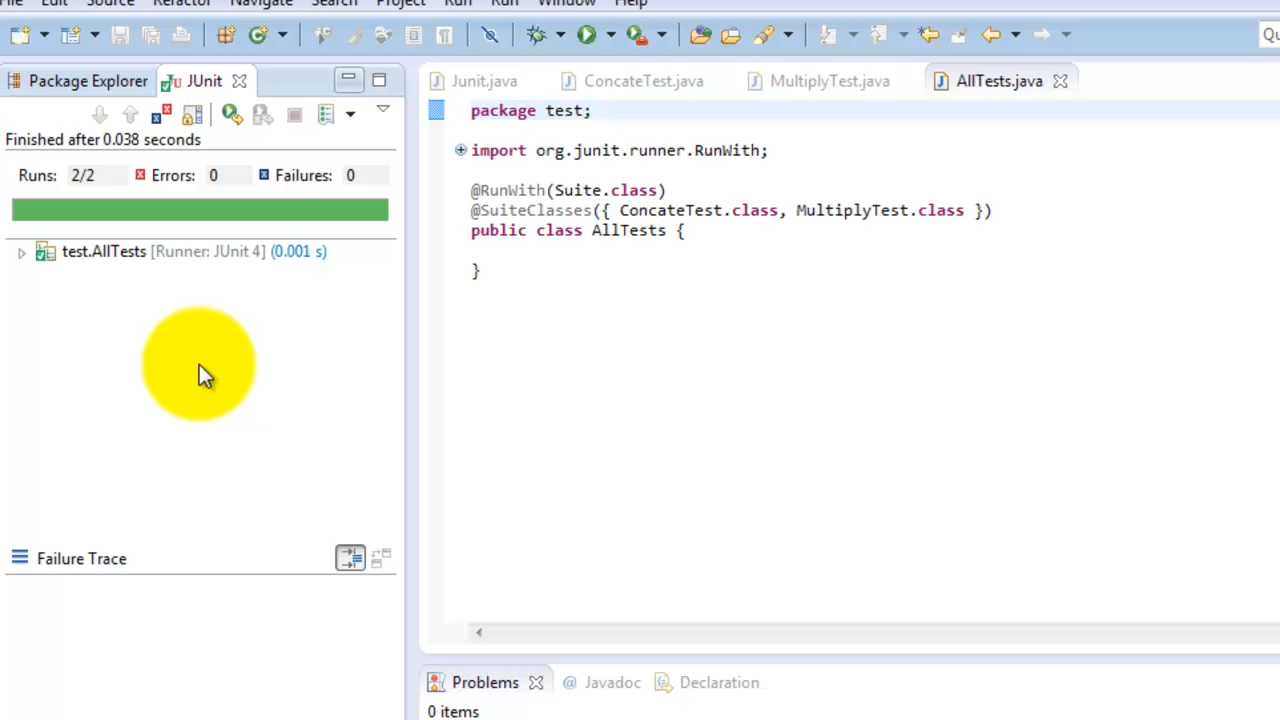 File Edit Source Refactor Navigate Search Project Run Run Window Help
Package Explorer JUnit
Finished after 0.038 seconds
Runs: 2/2 Errors: 0 Failures: 0
test.AllTests [Runner: JUnit 4] (0.001 s)
Failure Trace
Junit.java ConcateTest.java MultiplyTest.java AllTests.java
package test;
import org.junit.runner.RunWith;
@RunWith(Suite.class)
@SuiteClasses({ ConcateTest.class, MultiplyTest.class })
public class AllTests {
}
Problems @ Javadoc Declaration
0 items